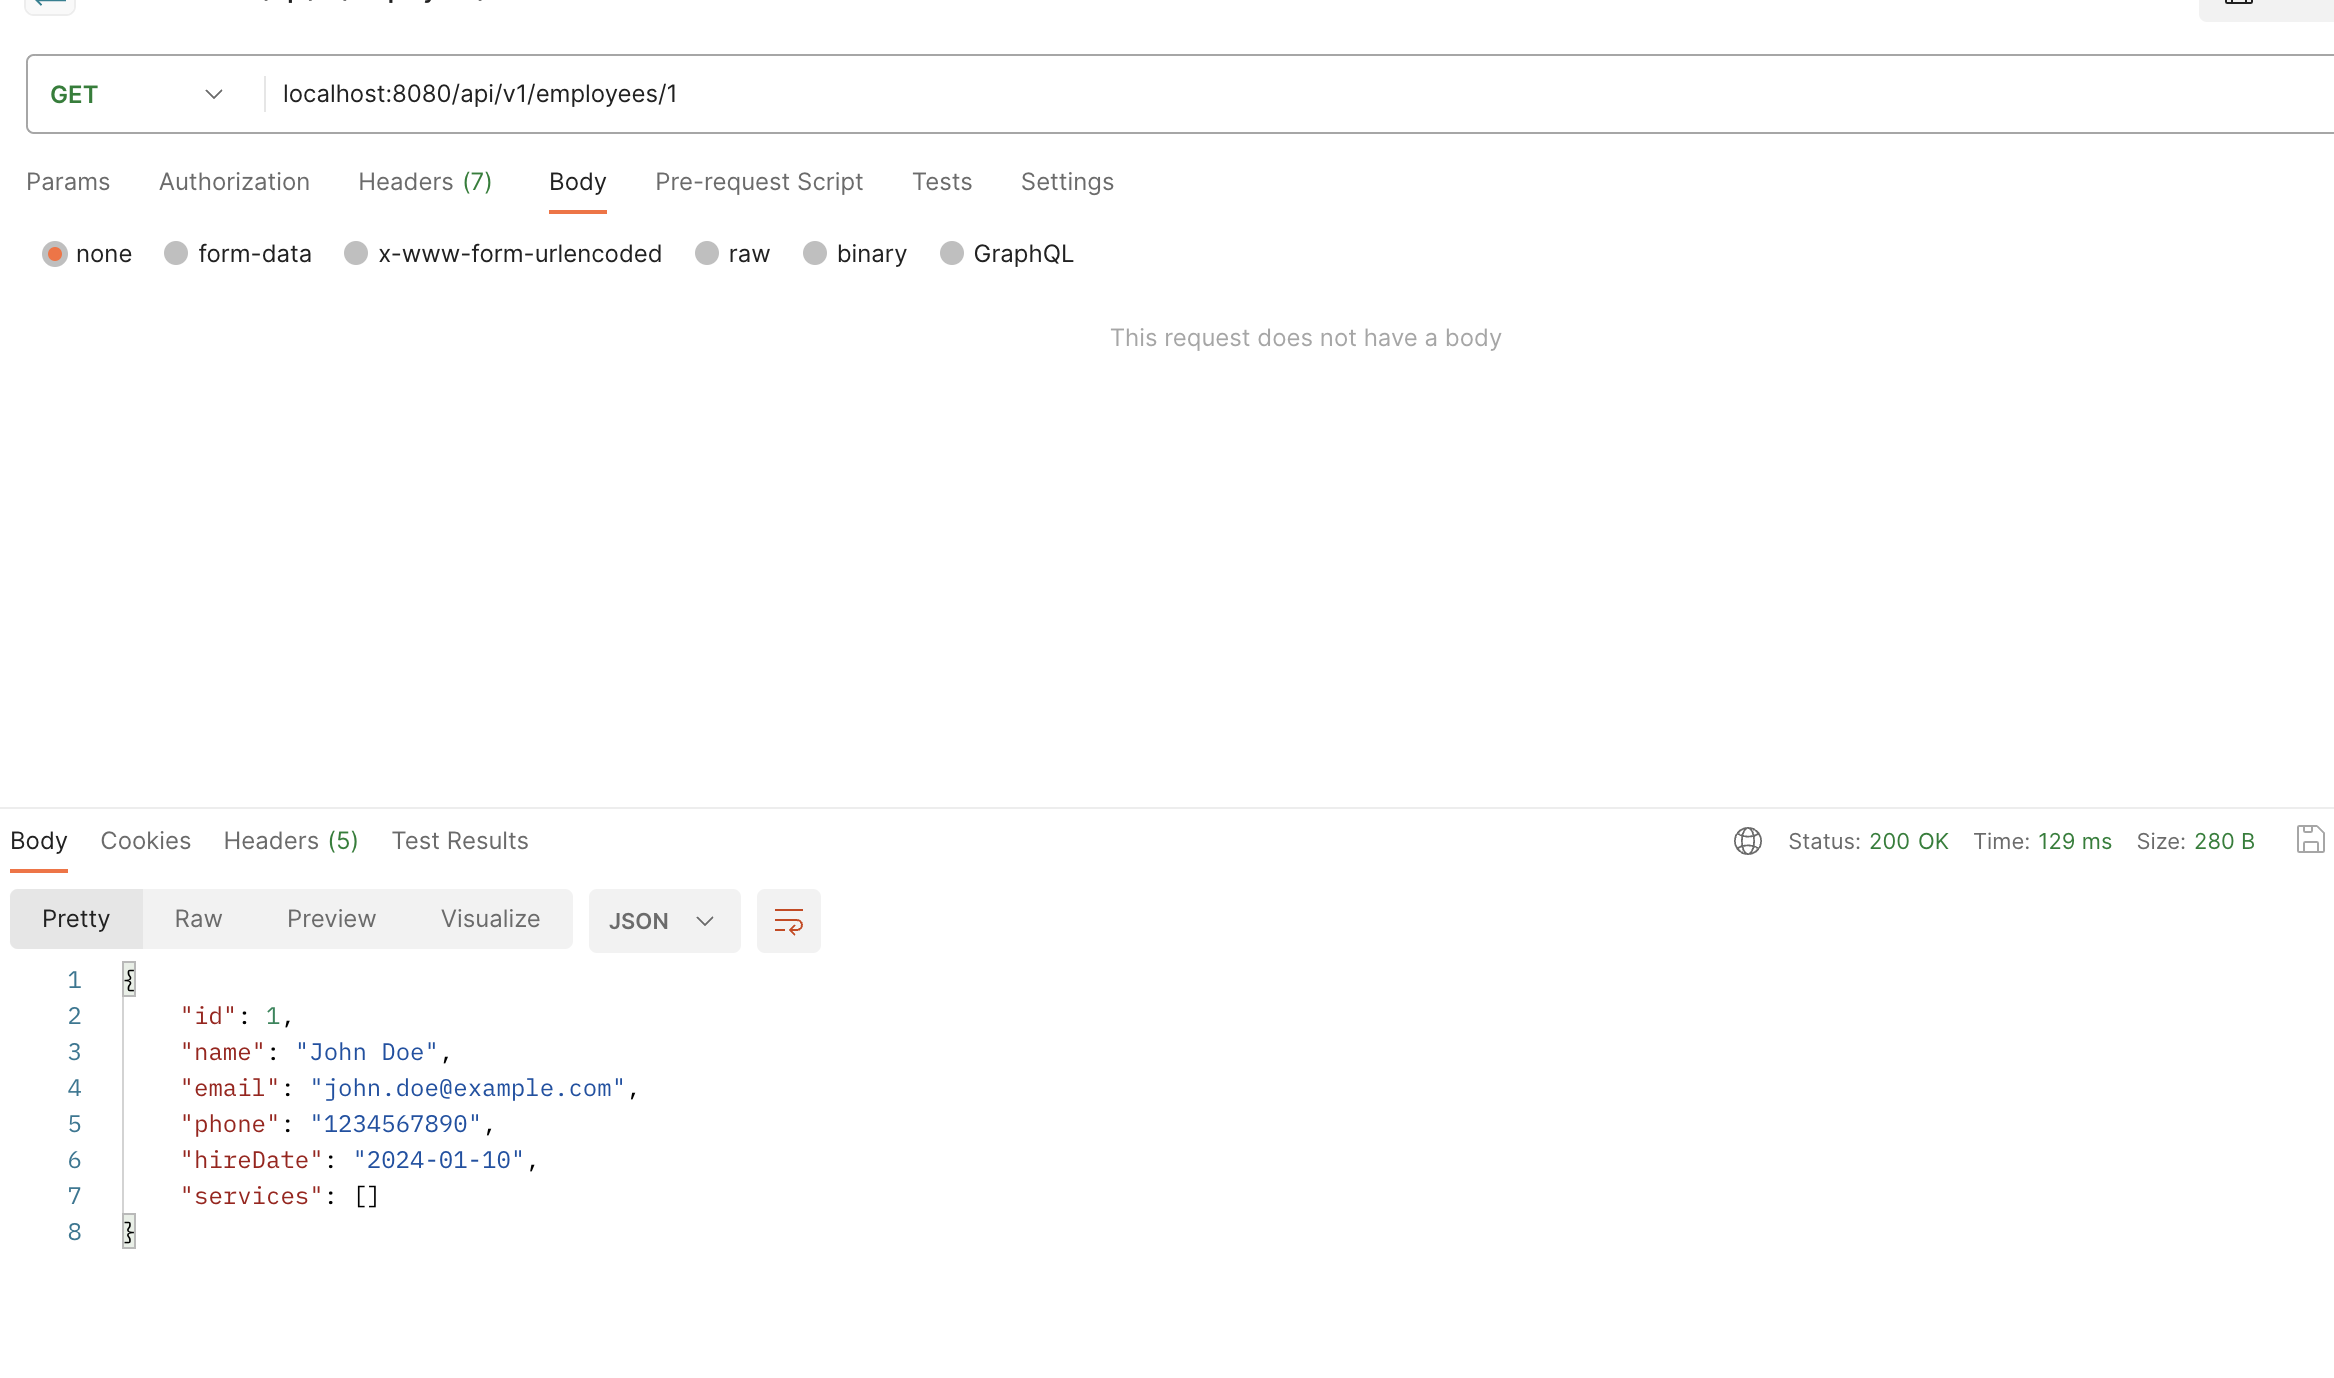 GET localhost:8080/api/v1/employees/1
Params Authorization Headers (7) Body Pre-request Script Tests Settings
none form-data x-www-form-urlencoded raw binary GraphQL
This request does not have a body
Body Cookies Headers (5) Test Results Status: 200 OK Time: 129 ms Size: 280 B
Pretty Raw Preview Visualize JSON
1 {
2 "id": 1,
3 "name": "John Doe",
4 "email": "john.doe@example.com",
5 "phone": "1234567890",
6 "hireDate": "2024-01-10",
7 "services": []
8 }